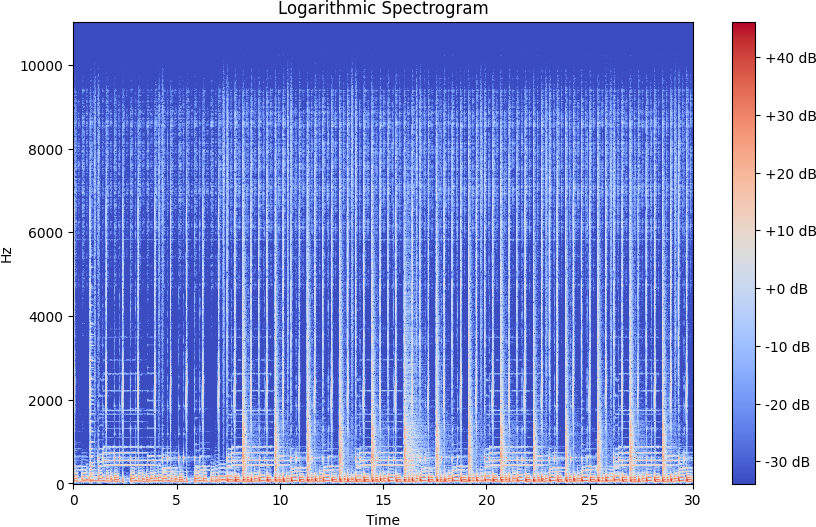 Logarithmic Spectrogram
Hz
10000
8000
6000
4000
2000
0
0 5 10 15 20 25 30
Time
+40 dB
+30 dB
+20 dB
+10 dB
+0 dB
-10 dB
-20 dB
-30 dB